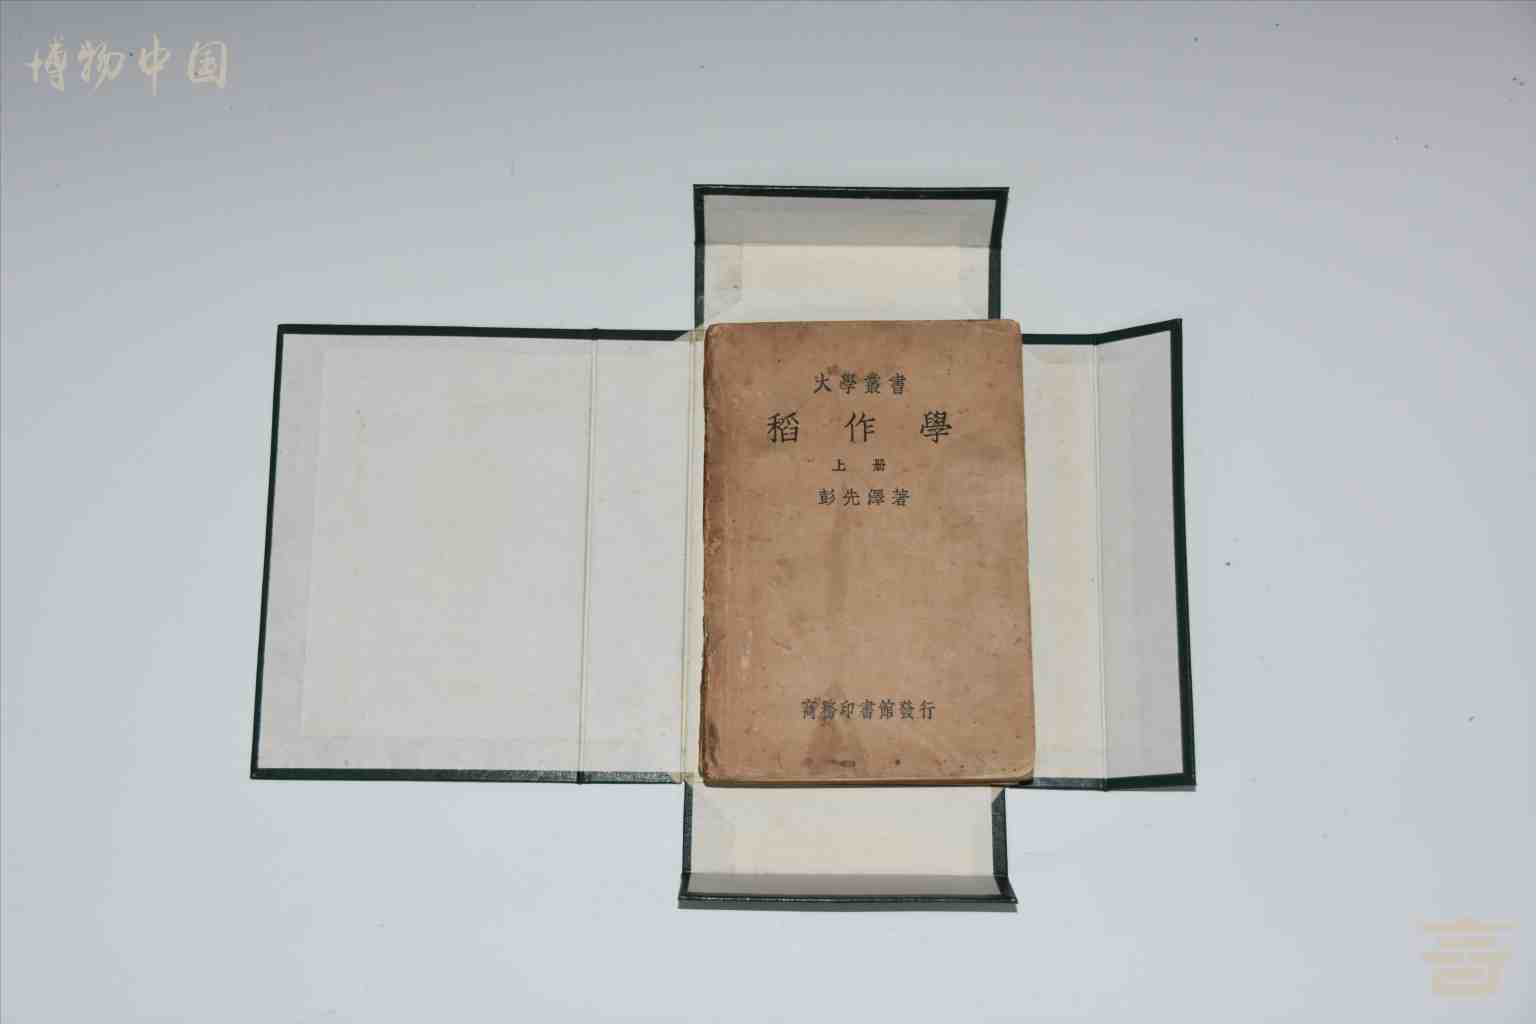 博物中国
大學叢書
稻作學
上册
彭先澤著
商務印書館發行